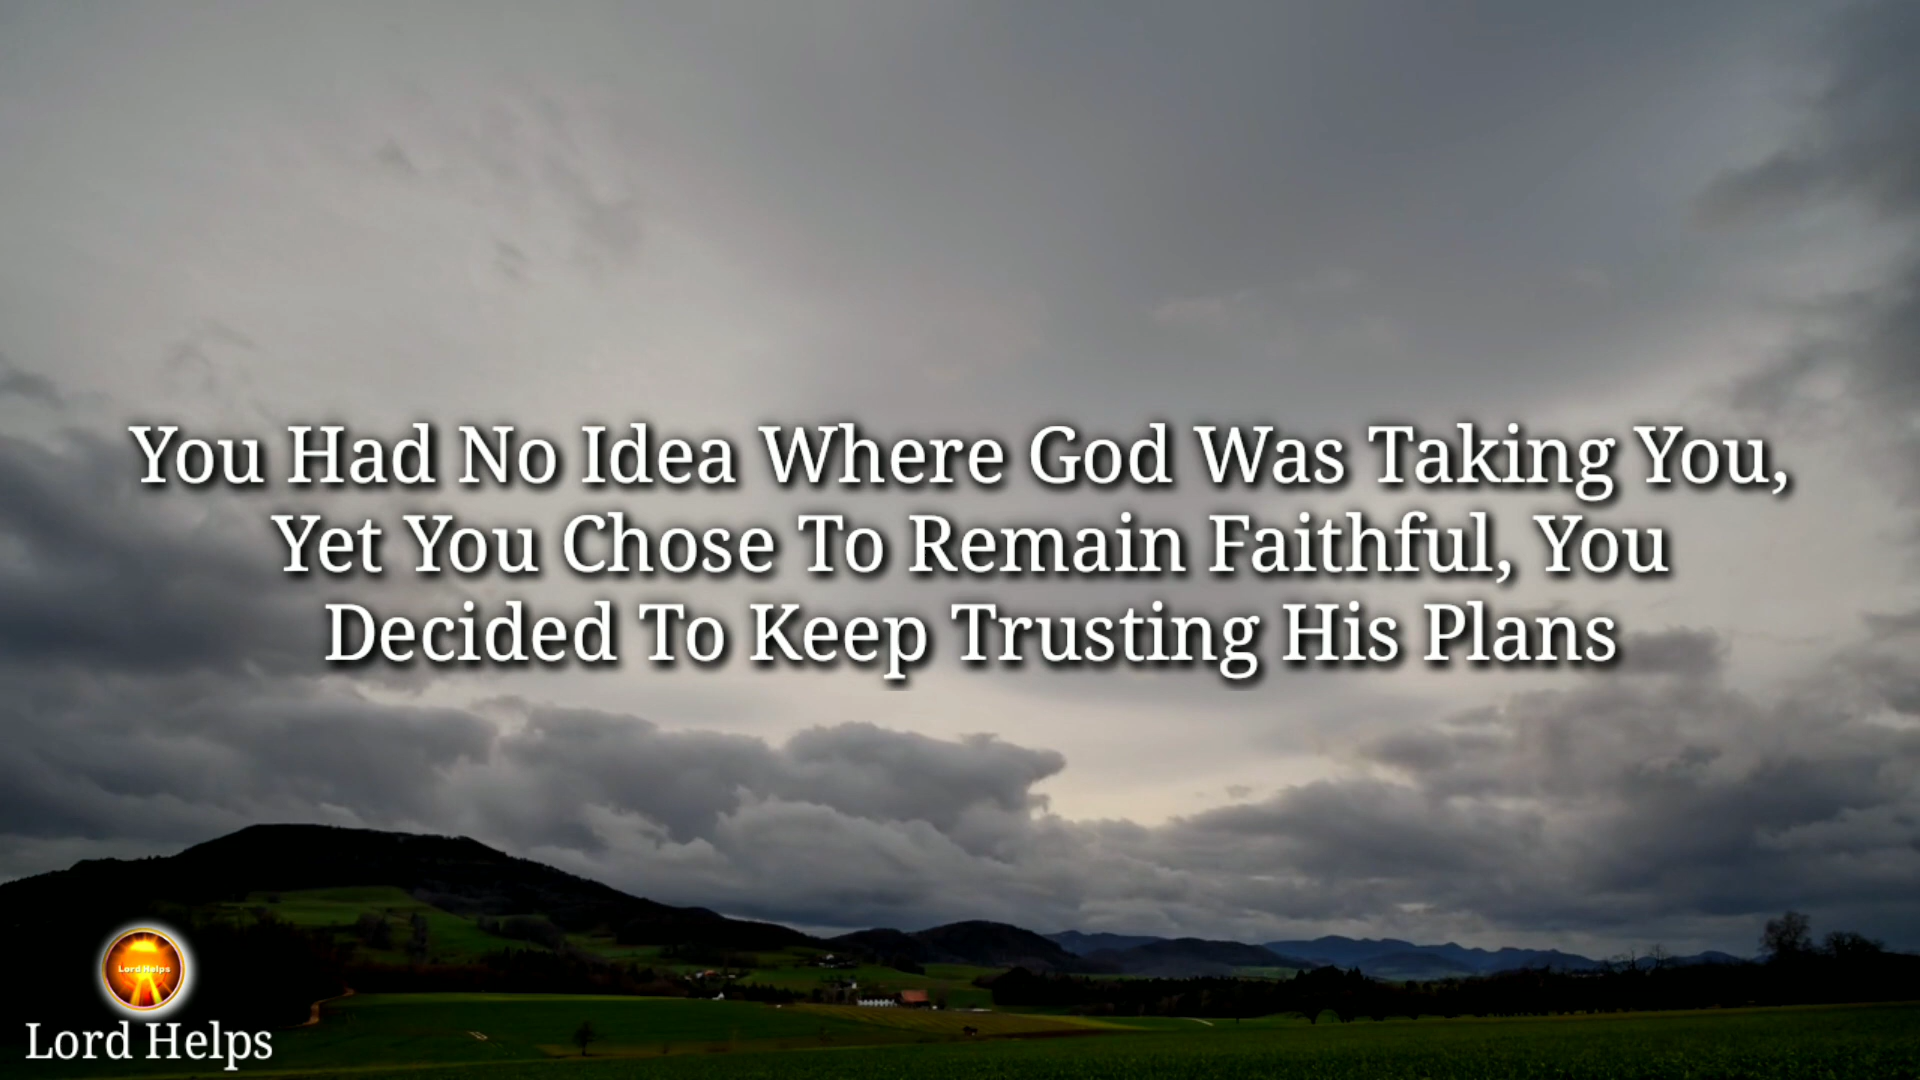 You Had No Idea Where God Was Taking You,
Yet You Chose To Remain Faithful, You
Decided To Keep Trusting His Plans
Lord Helps
Lord Helps